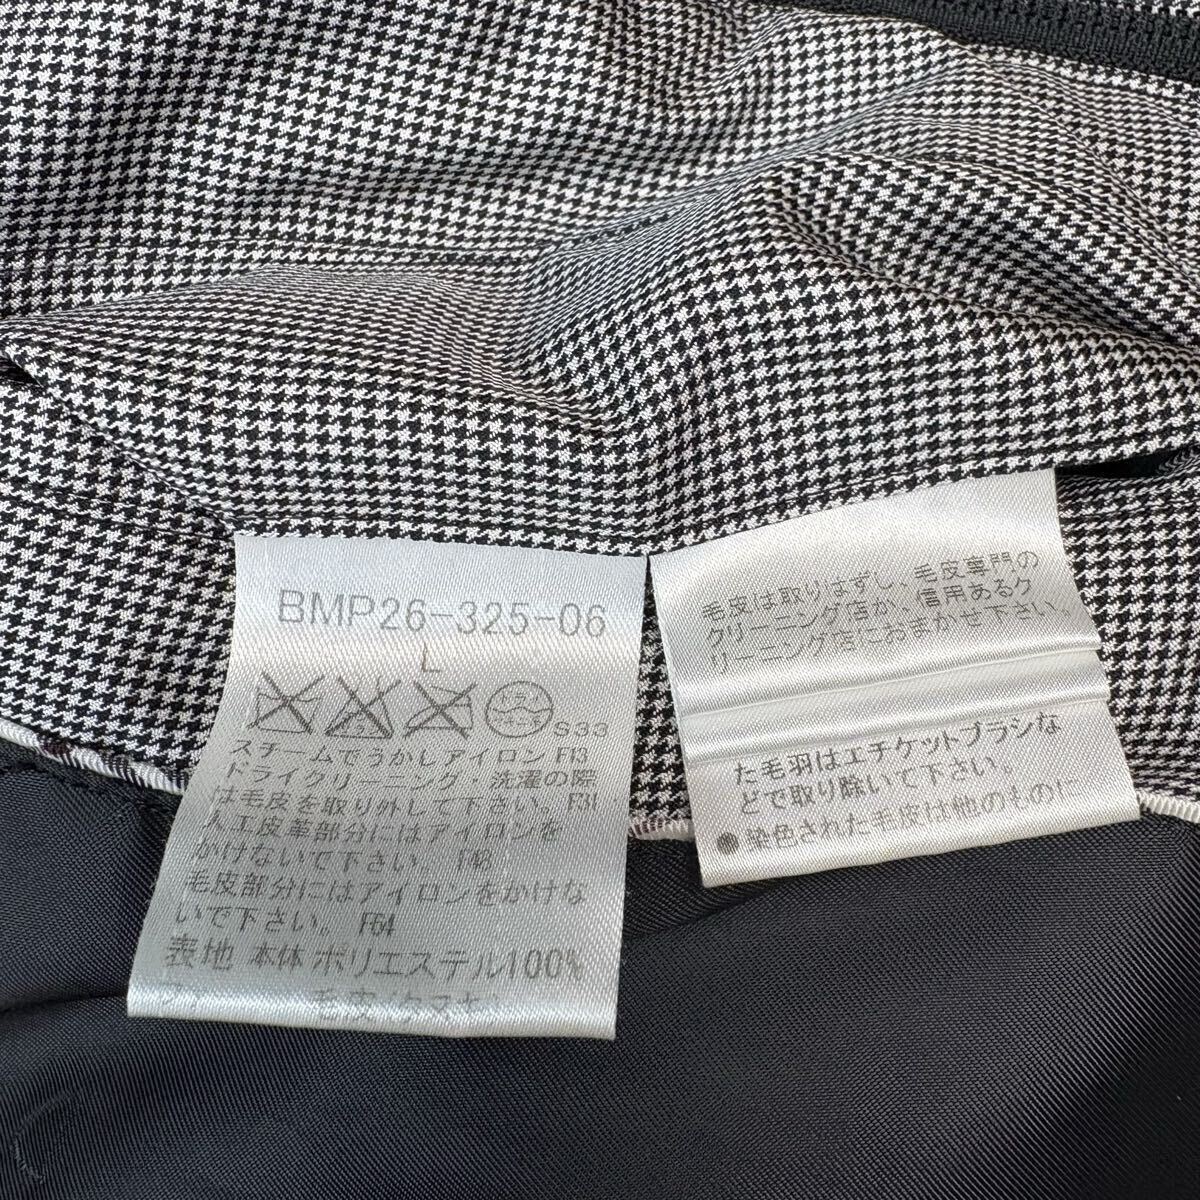 BMP26-325-06
L
S33
スチームでうかしアイロン F13
ドライクリーニング・洗濯の際
は毛皮を取り外して下さい。F31
人工皮革部分にはアイロンを
かけないで下さい。 F48
毛皮部分にはアイロンをかけな
いで下さい。 F64
表地 本体 ポリエステル100%
毛皮(タヌキ)
毛皮は取りはずし、毛皮専門の
クリーニング店か、信用あるク
リーニング店におまかせ下さい。
た毛羽はエチケットブラシな
どで取り除いて下さい。
●染色された毛皮は他のものに